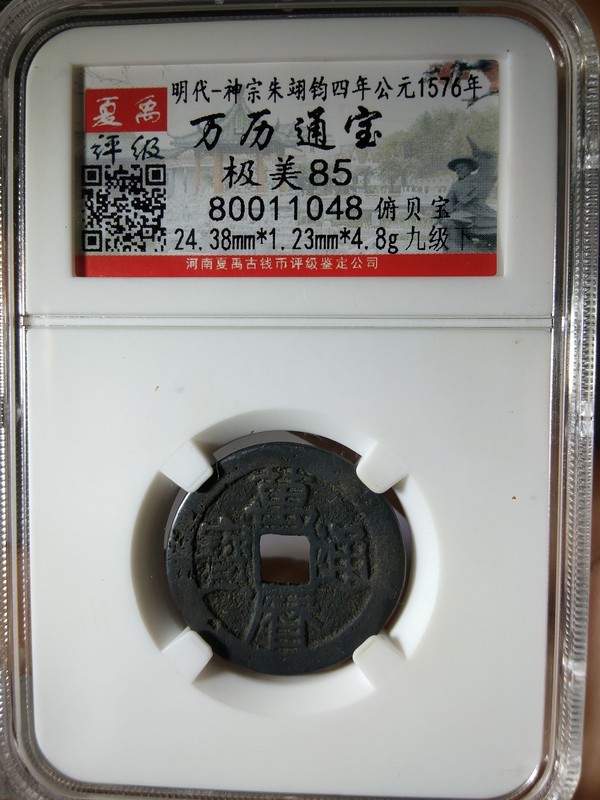 明代-神宗朱翊钧四年公元1576年
夏禹
评级
万历通宝
极美85
80011048 俯贝宝
24.38mm*1.23mm*4.8g 九级下
河南夏禹古钱币评级鉴定公司
萬曆通寶